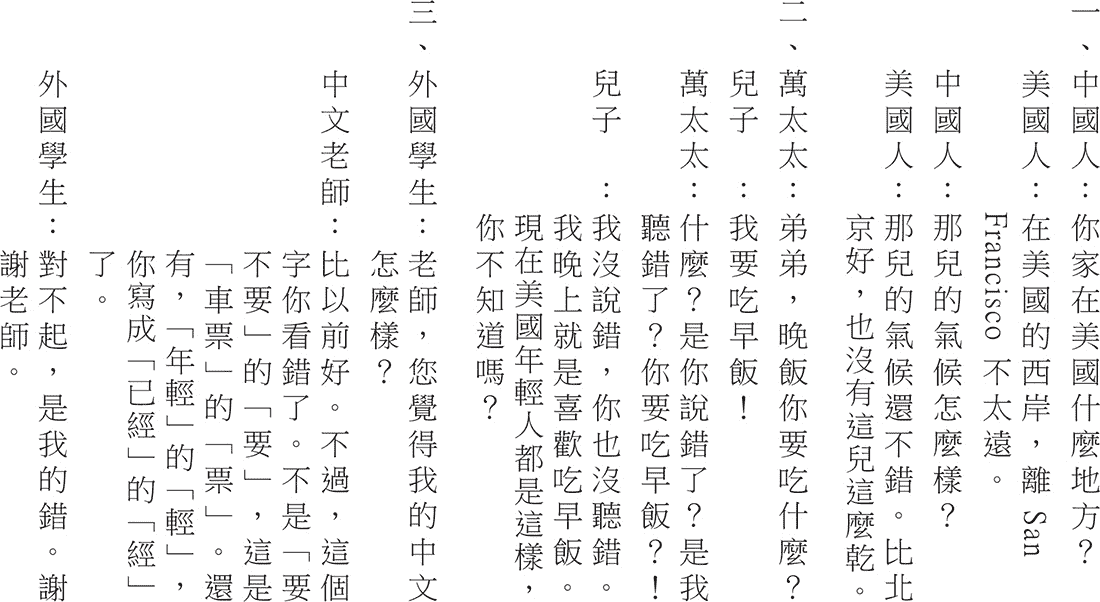 一、中國人：你家在美國什麼地方？
美國人：在美國的西岸，離 San
Francisco 不太遠。
中國人：那兒的氣候怎麼樣？
美國人：那兒的氣候還不錯。比北
京好，也沒有這兒這麼乾。
二、萬太太：弟弟，晚飯你要吃什麼？
兒子　：我要吃早飯！
萬太太：什麼？是你說錯了？是我
聽錯了？你要吃早飯？！
兒子　：我沒說錯，你也沒聽錯。
我晚上就是喜歡吃早飯。
現在美國年輕人都是這樣，
你不知道嗎？
三、外國學生：老師，您覺得我的中文
怎麼樣？
中文老師：比以前好。不過，這個
字你看錯了。不是「要
不要」的「要」，這是
「車票」的「票」。還
有，「年輕」的「輕」，
你寫成「已經」的「經」
了。
外國學生：對不起，是我的錯。謝
謝老師。